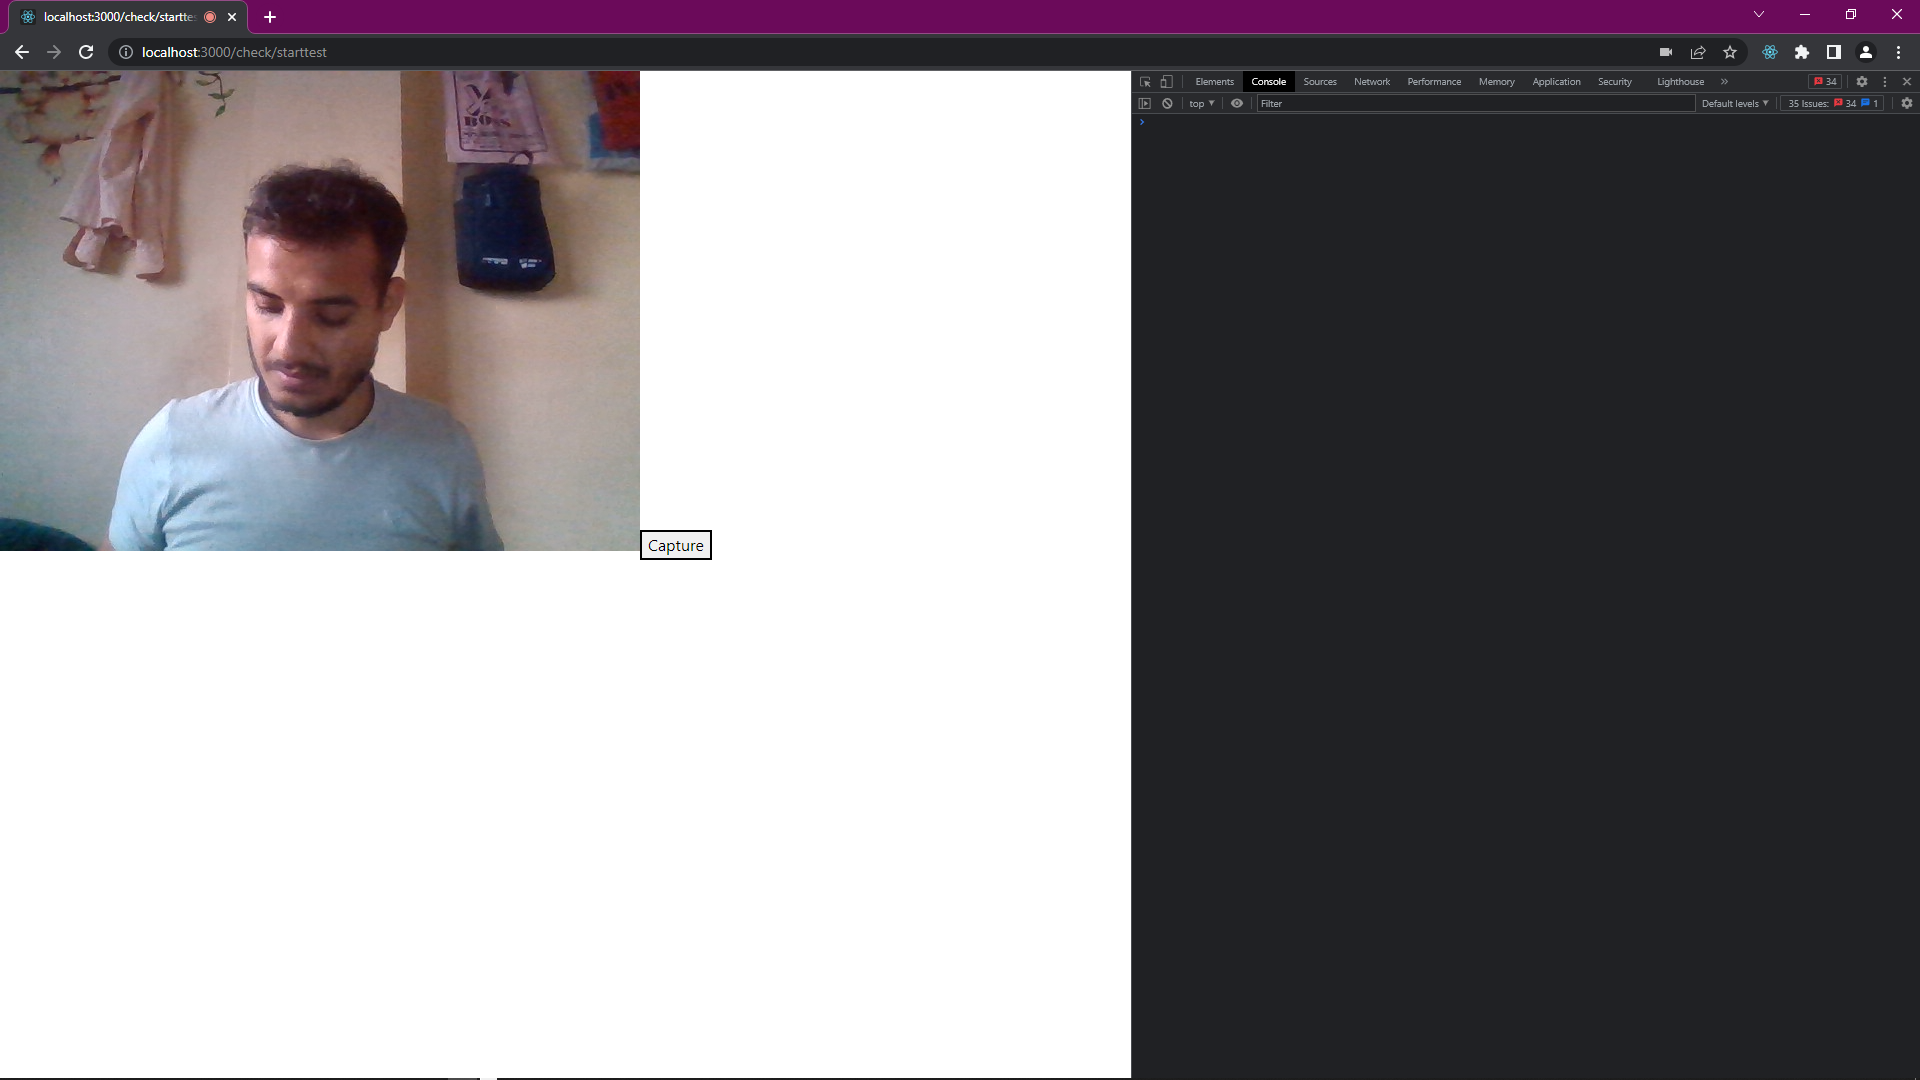 localhost:3000/check/startte
localhost:3000/check/starttest
Elements Console Sources Network Performance Memory Application Security Lighthouse » 34
top Filter Default levels 35 Issues: 34 1
BOSS
Capture